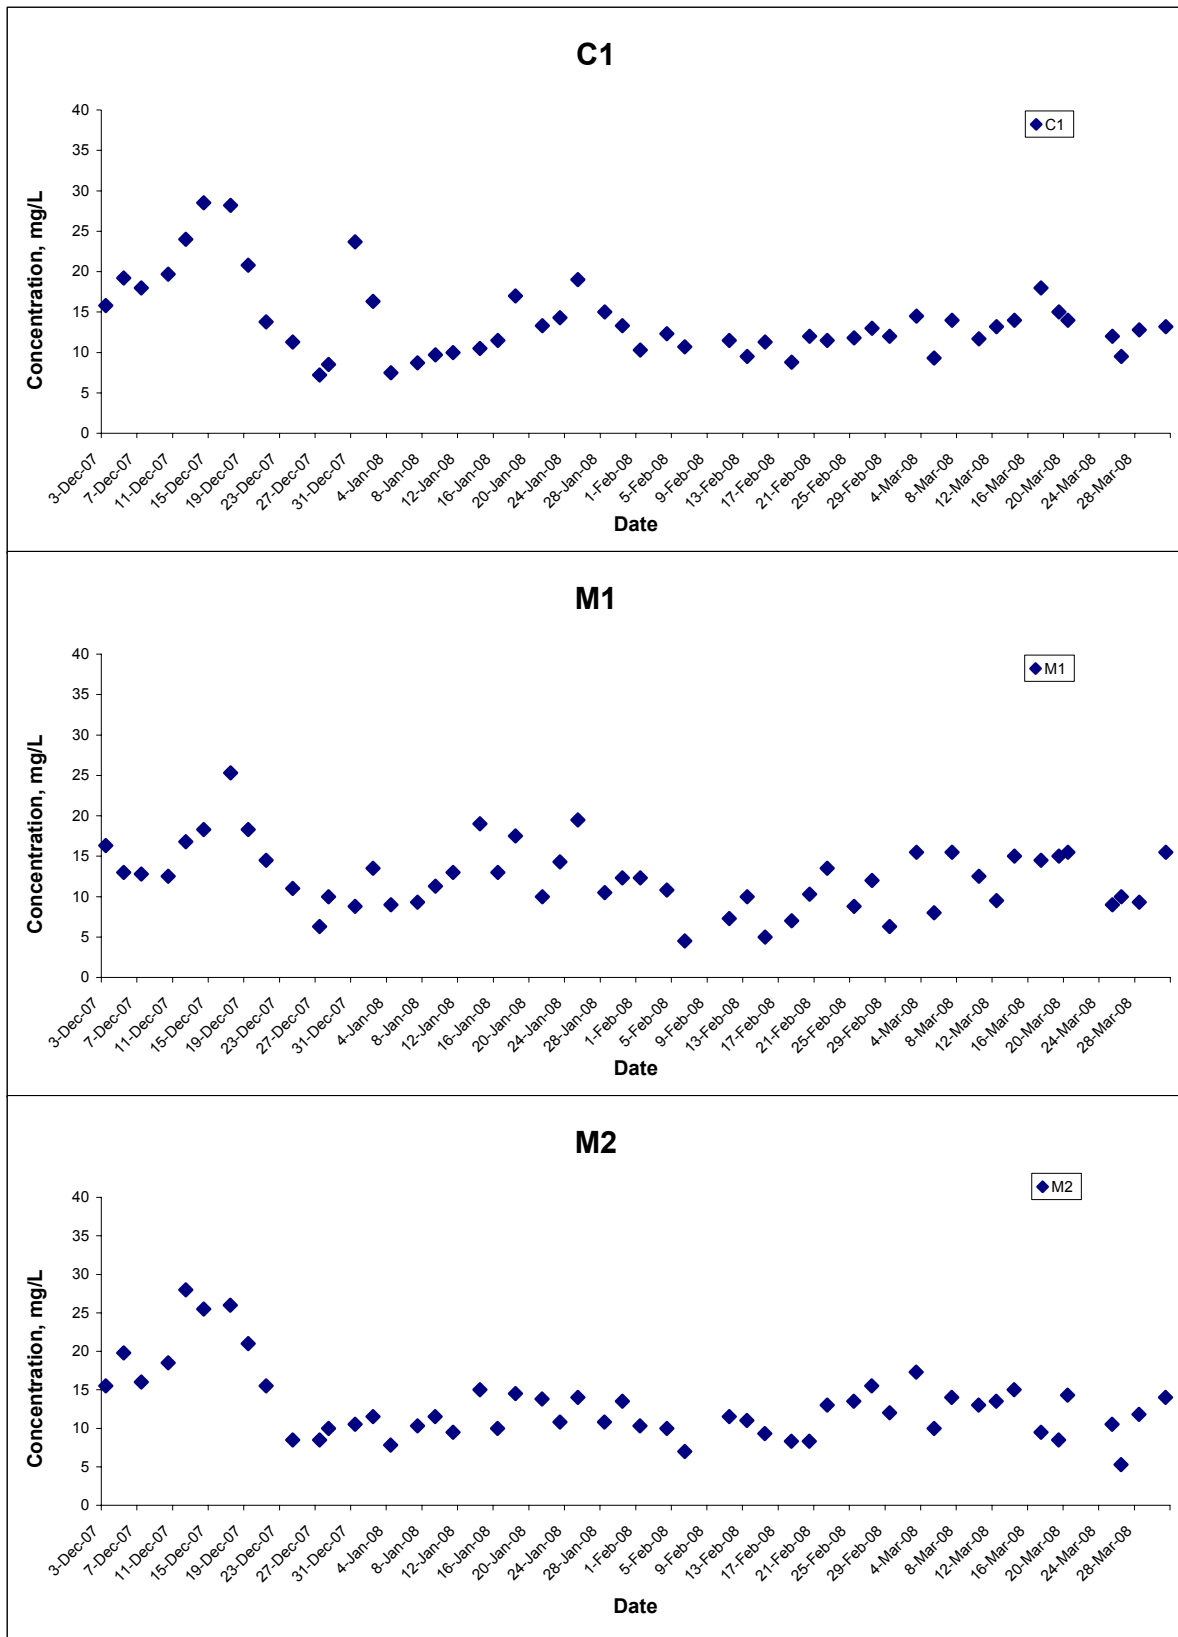 C1
40
35
30
25
20
15
10
5
0
Concentration, mg/L
C1
3-Dec-07 7-Dec-07 11-Dec-07 15-Dec-07 19-Dec-07 23-Dec-07 27-Dec-07 31-Dec-07 4-Jan-08 8-Jan-08 12-Jan-08 16-Jan-08 20-Jan-08 24-Jan-08 28-Jan-08 1-Feb-08 5-Feb-08 9-Feb-08 13-Feb-08 17-Feb-08 21-Feb-08 25-Feb-08 29-Feb-08 4-Mar-08 8-Mar-08 12-Mar-08 16-Mar-08 20-Mar-08 24-Mar-08 28-Mar-08
Date
M1
40
35
30
25
20
15
10
5
0
Concentration, mg/L
M1
3-Dec-07 7-Dec-07 11-Dec-07 15-Dec-07 19-Dec-07 23-Dec-07 27-Dec-07 31-Dec-07 4-Jan-08 8-Jan-08 12-Jan-08 16-Jan-08 20-Jan-08 24-Jan-08 28-Jan-08 1-Feb-08 5-Feb-08 9-Feb-08 13-Feb-08 17-Feb-08 21-Feb-08 25-Feb-08 29-Feb-08 4-Mar-08 8-Mar-08 12-Mar-08 16-Mar-08 20-Mar-08 24-Mar-08 28-Mar-08
Date
M2
40
35
30
25
20
15
10
5
0
Concentration, mg/L
M2
3-Dec-07 7-Dec-07 11-Dec-07 15-Dec-07 19-Dec-07 23-Dec-07 27-Dec-07 31-Dec-07 4-Jan-08 8-Jan-08 12-Jan-08 16-Jan-08 20-Jan-08 24-Jan-08 28-Jan-08 1-Feb-08 5-Feb-08 9-Feb-08 13-Feb-08 17-Feb-08 21-Feb-08 25-Feb-08 29-Feb-08 4-Mar-08 8-Mar-08 12-Mar-08 16-Mar-08 20-Mar-08 24-Mar-08 28-Mar-08
Date